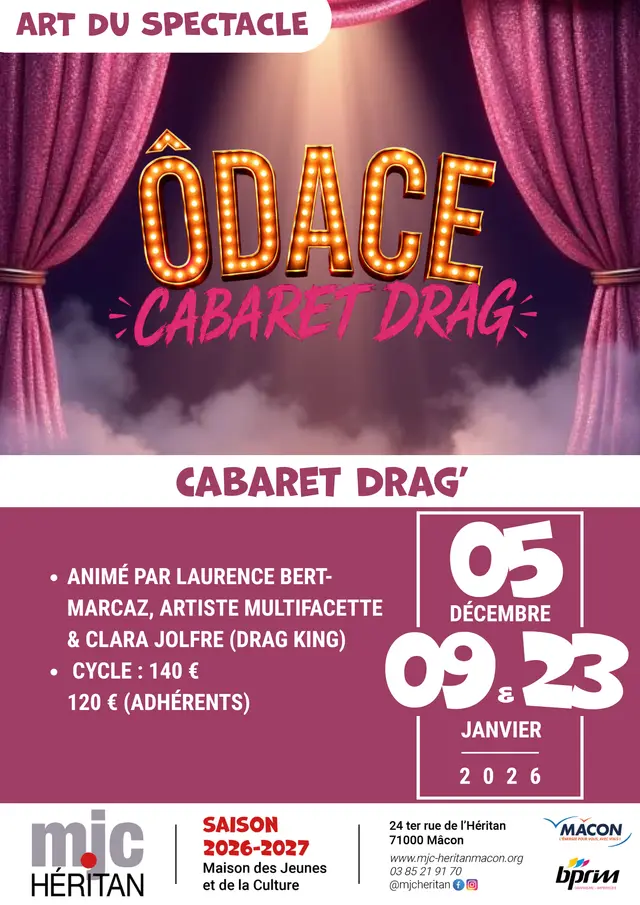 ART DU SPECTACLE
ÔDACE
CABARET DRAG
CABARET DRAG'
• ANIMÉ PAR LAURENCE BERT-
MARCAZ, ARTISTE MULTIFACETTE
& CLARA JOLFRE (DRAG KING)
• CYCLE : 140 €
120 € (ADHÉRENTS)
05
DÉCEMBRE
09 & 23
JANVIER
2026
mjc
HÉRITAN
SAISON
2026-2027
Maison des Jeunes
et de la Culture
24 ter rue de l'Héritan
71000 Mâcon
www.mjc-heritanmacon.org
03 85 21 91 70
@mjcheritan
MÂCON
bprim